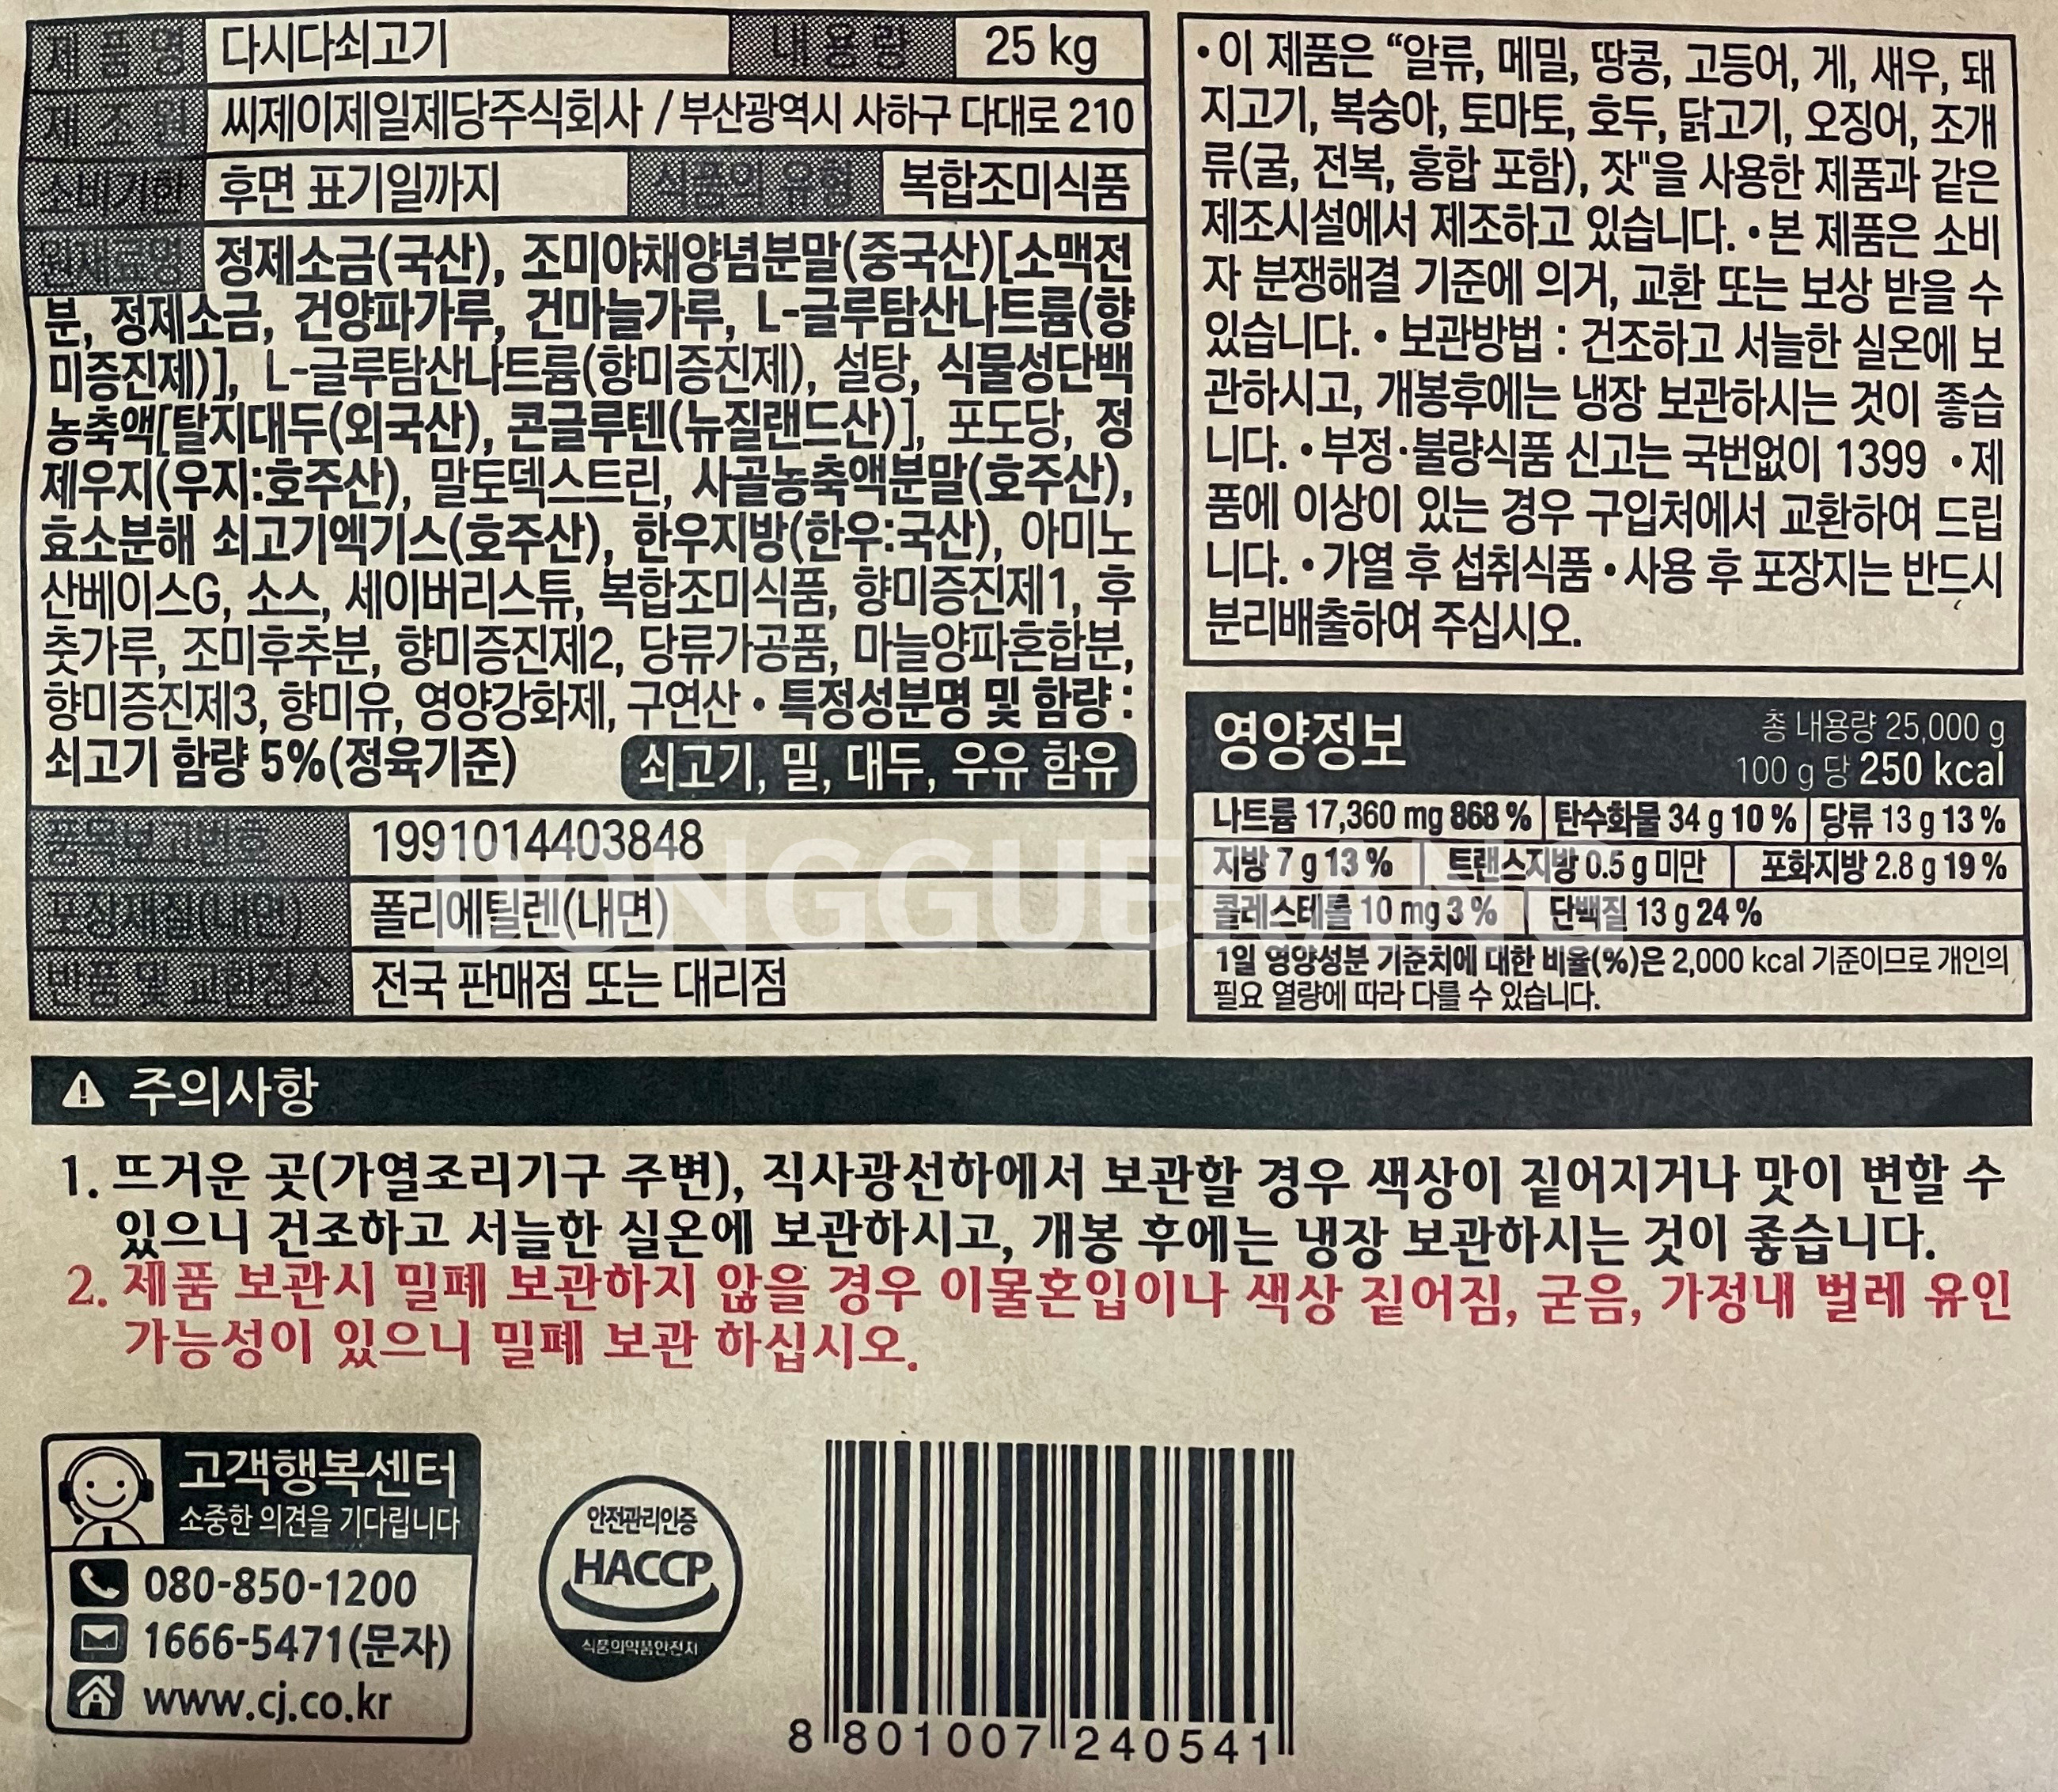 제품명 다시다쇠고기 내용량 25 kg
제조원 씨제이제일제당주식회사 / 부산광역시 사하구 다대로 210
소비기한 후면 표기일까지 식품의 유형 복합조미식품
원재료명 정제소금(국산), 조미야채양념분말(중국산)[소맥전
분, 정제소금, 건양파가루, 건마늘가루, L-글루탐산나트륨(향
미증진제)], L-글루탐산나트륨(향미증진제), 설탕, 식물성단백
농축액[탈지대두(외국산), 콘글루텐(뉴질랜드산)], 포도당, 정
제우지(우지:호주산), 말토덱스트린, 사골농축액분말(호주산),
효소분해 쇠고기엑기스(호주산), 한우지방(한우:국산), 아미노
산베이스G, 소스, 세이버리스튜, 복합조미식품, 향미증진제1, 후
춧가루, 조미후추분, 향미증진제2, 당류가공품, 마늘양파혼합분,
향미증진제3, 향미유, 영양강화제, 구연산 • 특정성분명 및 함량 :
쇠고기 함량 5%(정육기준) 쇠고기, 밀, 대두, 우유 함유
품목보고번호 1991014403848
포장재질(내면) 폴리에틸렌(내면)
반품 및 교환장소 전국 판매점 또는 대리점
• 이 제품은 “알류, 메밀, 땅콩, 고등어, 게, 새우, 돼
지고기, 복숭아, 토마토, 호두, 닭고기, 오징어, 조개
류(굴, 전복, 홍합 포함), 잣"을 사용한 제품과 같은
제조시설에서 제조하고 있습니다. • 본 제품은 소비
자 분쟁해결 기준에 의거, 교환 또는 보상 받을 수
있습니다. • 보관방법 : 건조하고 서늘한 실온에 보
관하시고, 개봉후에는 냉장 보관하시는 것이 좋습
니다. • 부정·불량식품 신고는 국번없이 1399 • 제
품에 이상이 있는 경우 구입처에서 교환하여 드립
니다. • 가열 후 섭취식품 • 사용 후 포장지는 반드시
분리배출하여 주십시오.
영양정보 총 내용량 25,000 g
100 g 당 250 kcal
나트륨 17,360 mg 868 % 탄수화물 34 g 10 % 당류 13 g 13 %
지방 7 g 13 % 트랜스지방 0.5 g 미만 포화지방 2.8 g 19 %
콜레스테롤 10 mg 3 % 단백질 13 g 24 %
1일 영양성분 기준치에 대한 비율(%)은 2,000 kcal 기준이므로 개인의
필요 열량에 따라 다를 수 있습니다.
주의사항
1. 뜨거운 곳(가열조리기구 주변), 직사광선하에서 보관할 경우 색상이 짙어지거나 맛이 변할 수
있으니 건조하고 서늘한 실온에 보관하시고, 개봉 후에는 냉장 보관하시는 것이 좋습니다.
2. 제품 보관시 밀폐 보관하지 않을 경우 이물혼입이나 색상 짙어짐, 굳음, 가정내 벌레 유인
가능성이 있으니 밀폐 보관 하십시오.
고객행복센터
소중한 의견을 기다립니다
080-850-1200
1666-5471(문자)
www.cj.co.kr
안전관리인증
HACCP
8 801007 240541